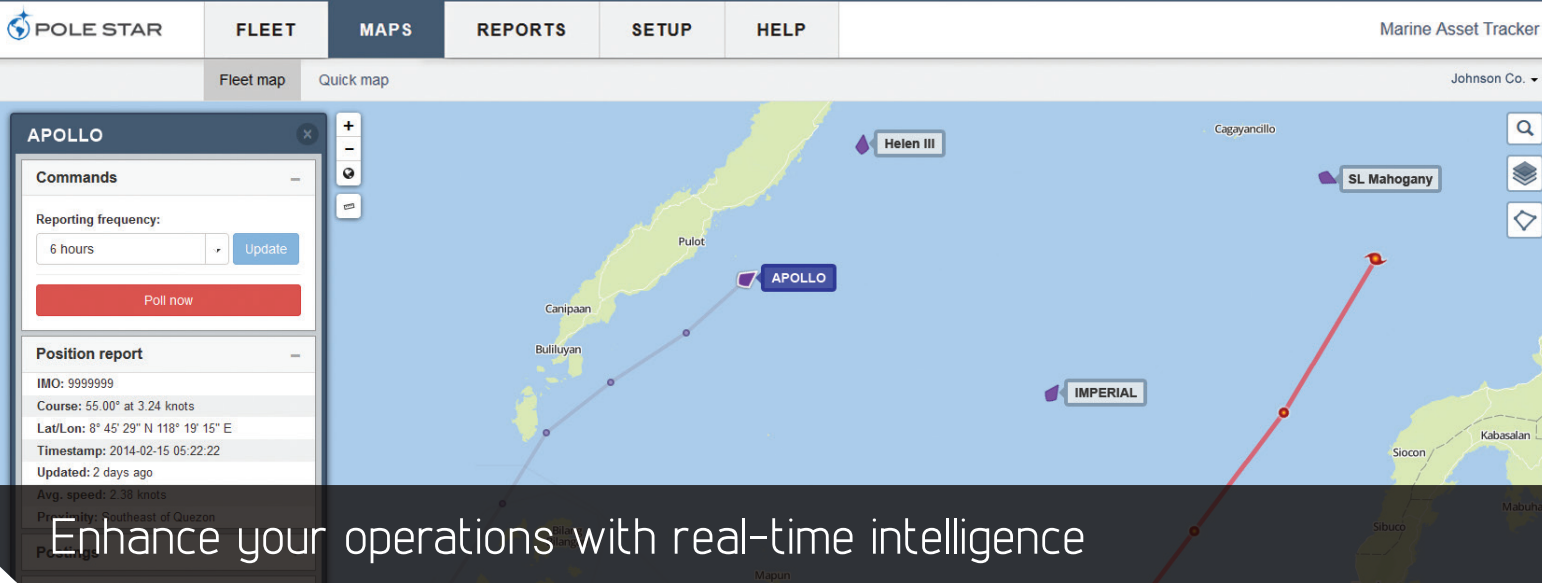 POLE STAR
FLEET
MAPS
REPORTS
SETUP
HELP
Marine Asset Tracker
Fleet map
Quick map
Johnson Co.
APOLLO
Commands
Reporting frequency:
6 hours
Update
Poll now
Position report
IMO: 9999999
Course: 55.00° at 3.24 knots
Lat/Lon: 8° 45' 29" N 118° 19' 15" E
Timestamp: 2014-02-15 05:22:22
Updated: 2 days ago
Avg. speed: 2.38 knots
Proximity: Southeast of Quezon
Postings
Helen III
Cagayancillo
SL Mahogany
Pulot
APOLLO
Canipaan
Buliluyan
IMPERIAL
Kabasalan
Siocon
Sibuco
Mapun
Enhance your operations with real-time intelligence